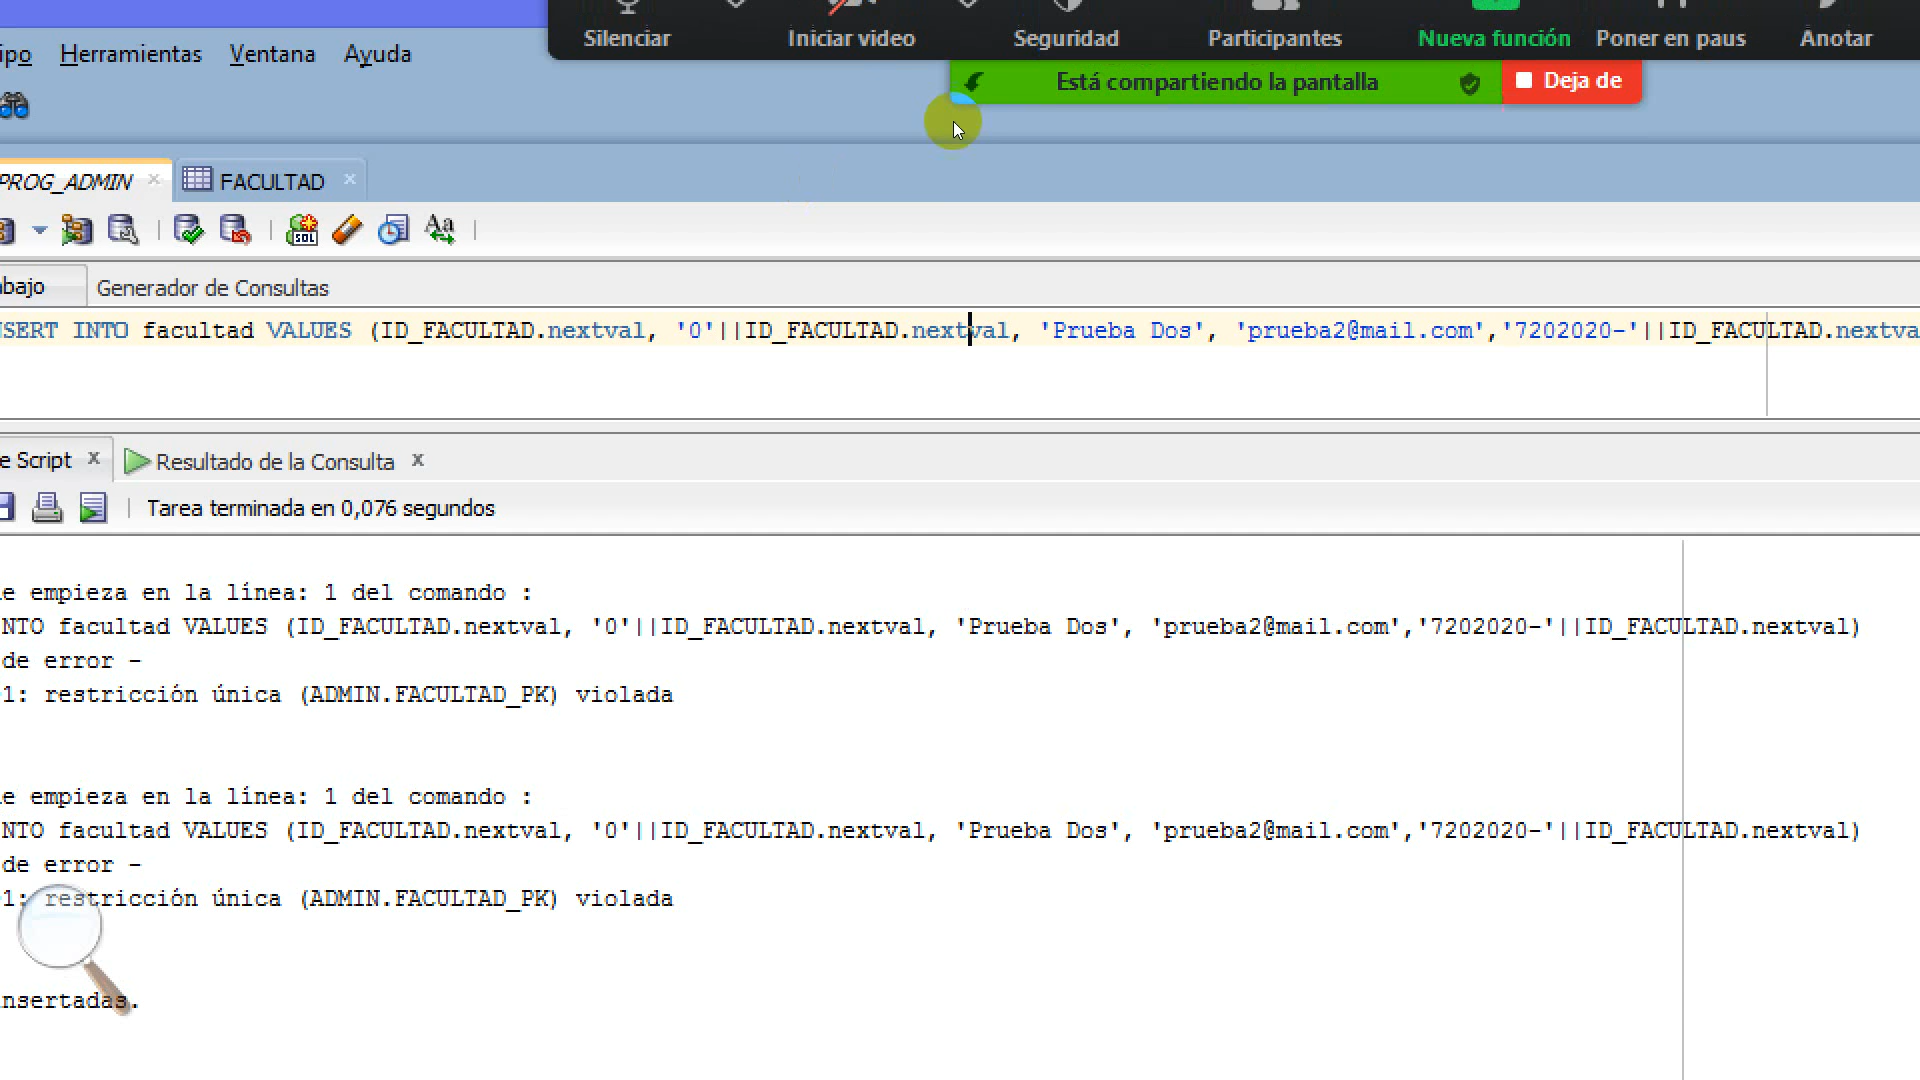 Silenciar
Iniciar video
Seguridad
Participantes
Nueva función
Poner en paus
Anotar
ipo Herramientas Ventana Ayuda
Está compartiendo la pantalla
Deja de
PROG_ADMIN
FACULTAD
SQL
Aa
bajo
Generador de Consultas
NSERT INTO facultad VALUES (ID_FACULTAD.nextval, '0'||ID_FACULTAD.nextval, 'Prueba Dos', 'prueba2@mail.com','7202020-'||ID_FACULTAD.nextva
e Script
Resultado de la Consulta
Tarea terminada en 0,076 segundos
e empieza en la línea: 1 del comando :
NTO facultad VALUES (ID_FACULTAD.nextval, '0'||ID_FACULTAD.nextval, 'Prueba Dos', 'prueba2@mail.com','7202020-'||ID_FACULTAD.nextval)
de error -
1: restricción única (ADMIN.FACULTAD_PK) violada
e empieza en la línea: 1 del comando :
NTO facultad VALUES (ID_FACULTAD.nextval, '0'||ID_FACULTAD.nextval, 'Prueba Dos', 'prueba2@mail.com','7202020-'||ID_FACULTAD.nextval)
de error -
1: restricción única (ADMIN.FACULTAD_PK) violada
nsertadas.